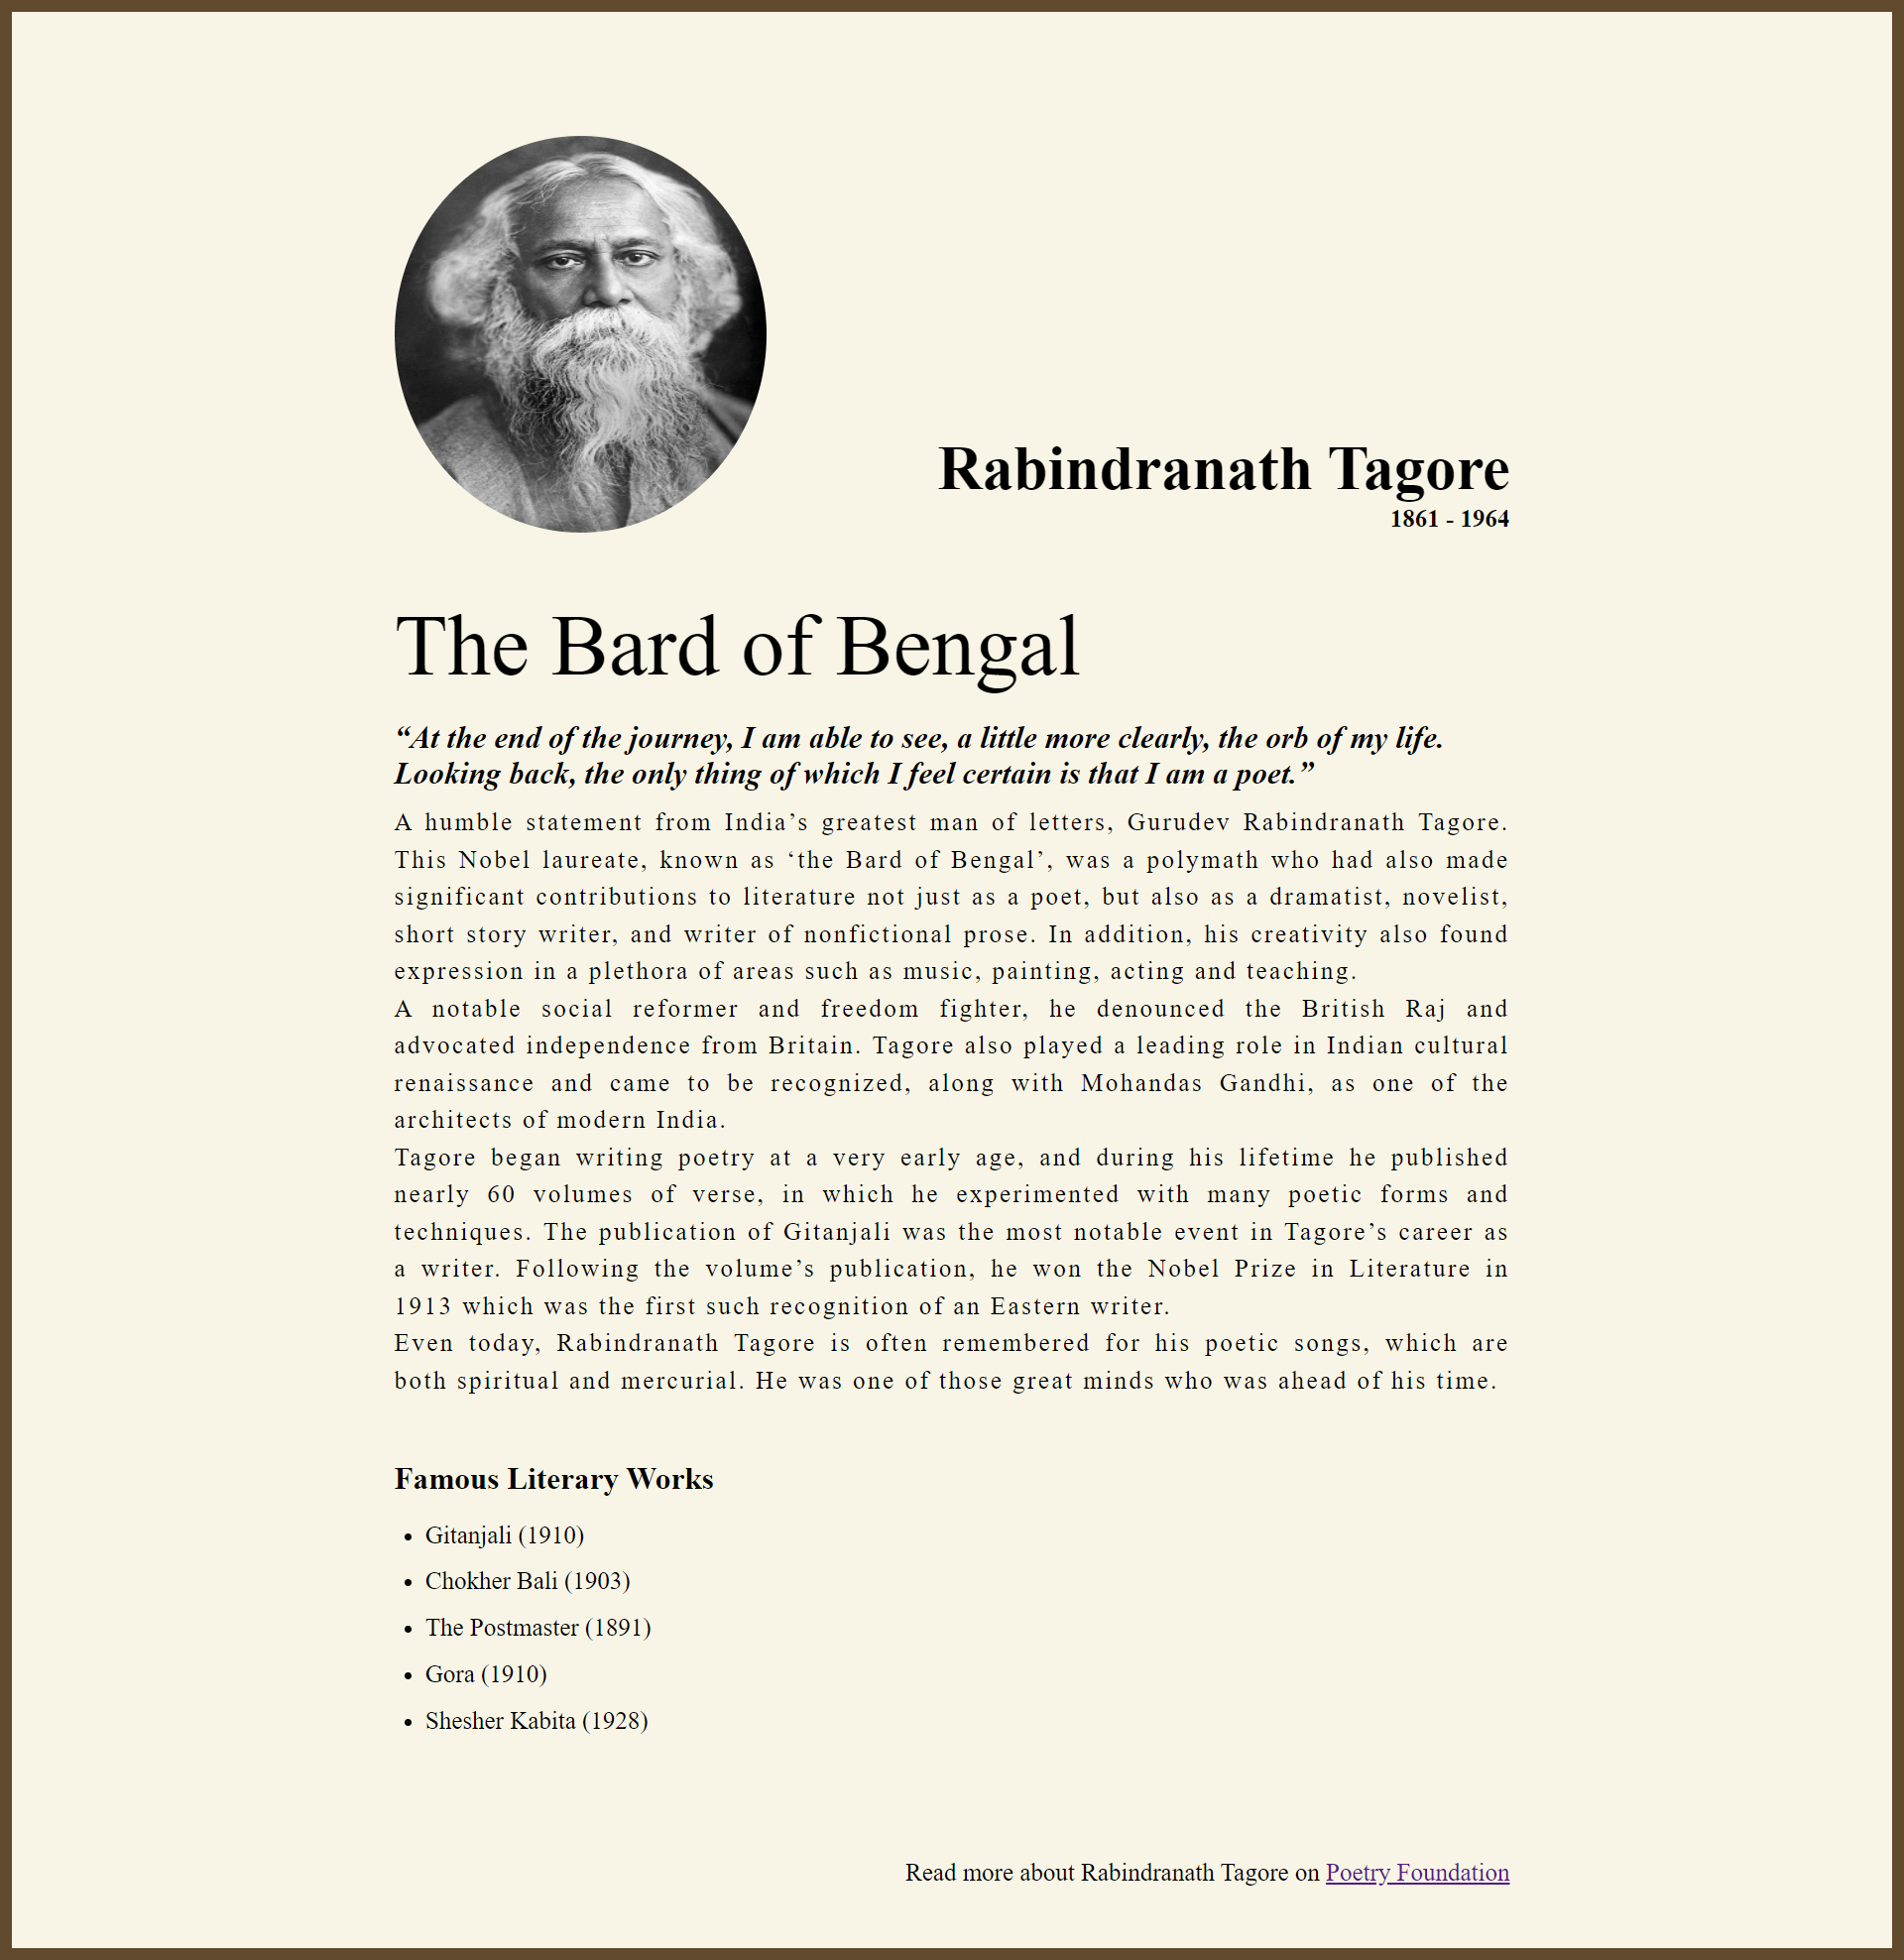 Rabindranath Tagore
1861 - 1964
The Bard of Bengal
“At the end of the journey, I am able to see, a little more clearly, the orb of my life.
Looking back, the only thing of which I feel certain is that I am a poet.”
A humble statement from India’s greatest man of letters, Gurudev Rabindranath Tagore.
This Nobel laureate, known as ‘the Bard of Bengal’, was a polymath who had also made
significant contributions to literature not just as a poet, but also as a dramatist, novelist,
short story writer, and writer of nonfictional prose. In addition, his creativity also found
expression in a plethora of areas such as music, painting, acting and teaching.
A notable social reformer and freedom fighter, he denounced the British Raj and
advocated independence from Britain. Tagore also played a leading role in Indian cultural
renaissance and came to be recognized, along with Mohandas Gandhi, as one of the
architects of modern India.
Tagore began writing poetry at a very early age, and during his lifetime he published
nearly 60 volumes of verse, in which he experimented with many poetic forms and
techniques. The publication of Gitanjali was the most notable event in Tagore’s career as
a writer. Following the volume’s publication, he won the Nobel Prize in Literature in
1913 which was the first such recognition of an Eastern writer.
Even today, Rabindranath Tagore is often remembered for his poetic songs, which are
both spiritual and mercurial. He was one of those great minds who was ahead of his time.
Famous Literary Works
• Gitanjali (1910)
• Chokher Bali (1903)
• The Postmaster (1891)
• Gora (1910)
• Shesher Kabita (1928)
Read more about Rabindranath Tagore on Poetry Foundation